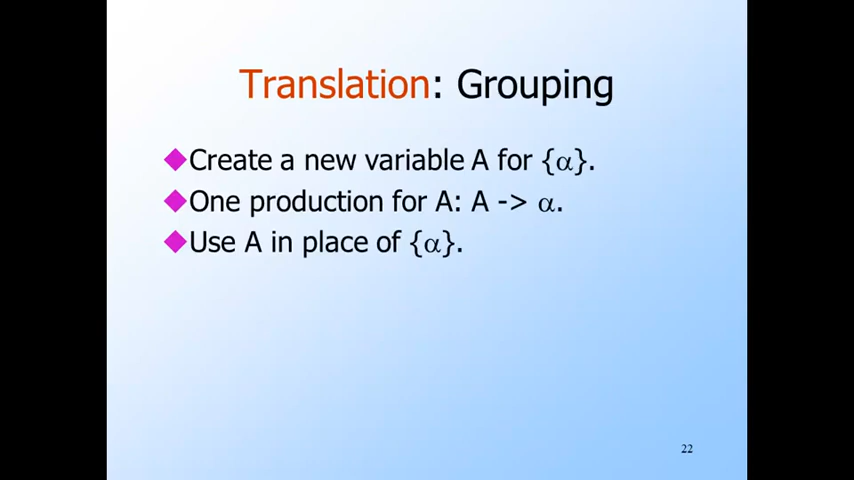 Translation: Grouping
Create a new variable A for {α}.
One production for A: A -> α.
Use A in place of {α}.
22